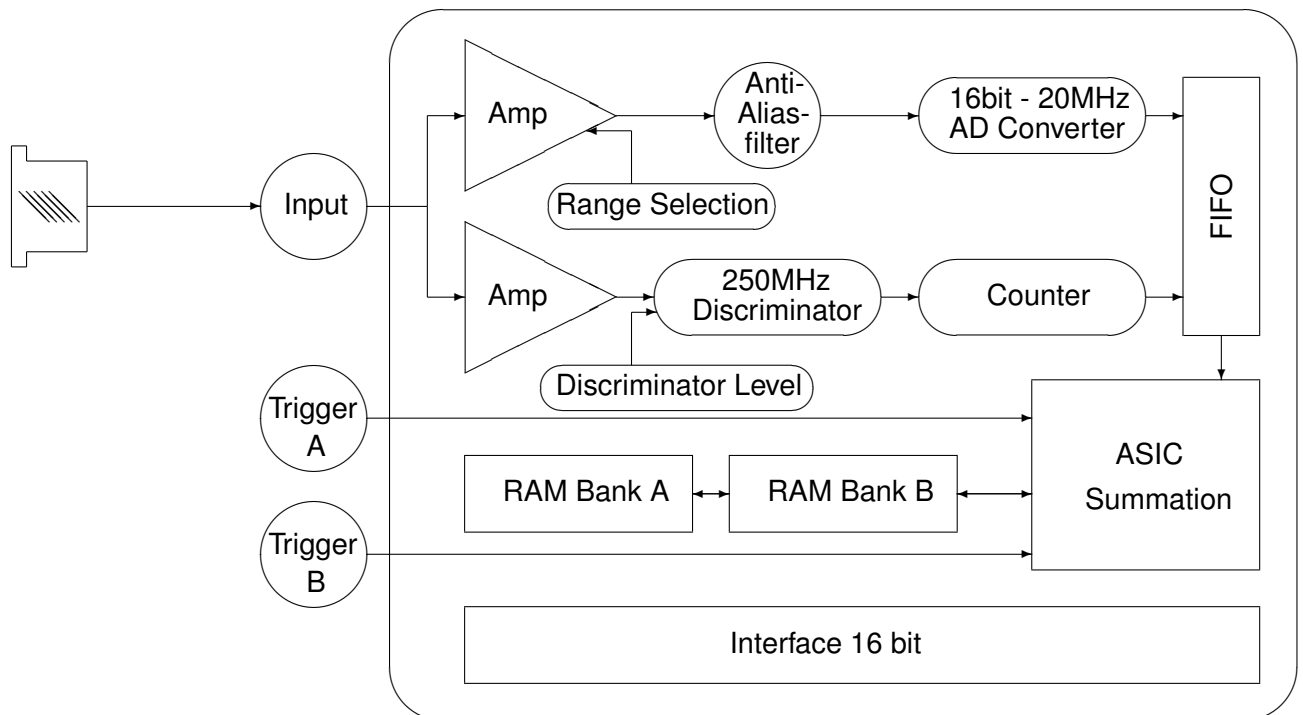 Amp
Anti-
Alias-
filter
16bit - 20MHz
AD Converter
Input
Range Selection
FIFO
Amp
250MHz
Discriminator
Counter
Discriminator Level
Trigger
A
ASIC
Summation
RAM Bank A
RAM Bank B
Trigger
B
Interface 16 bit